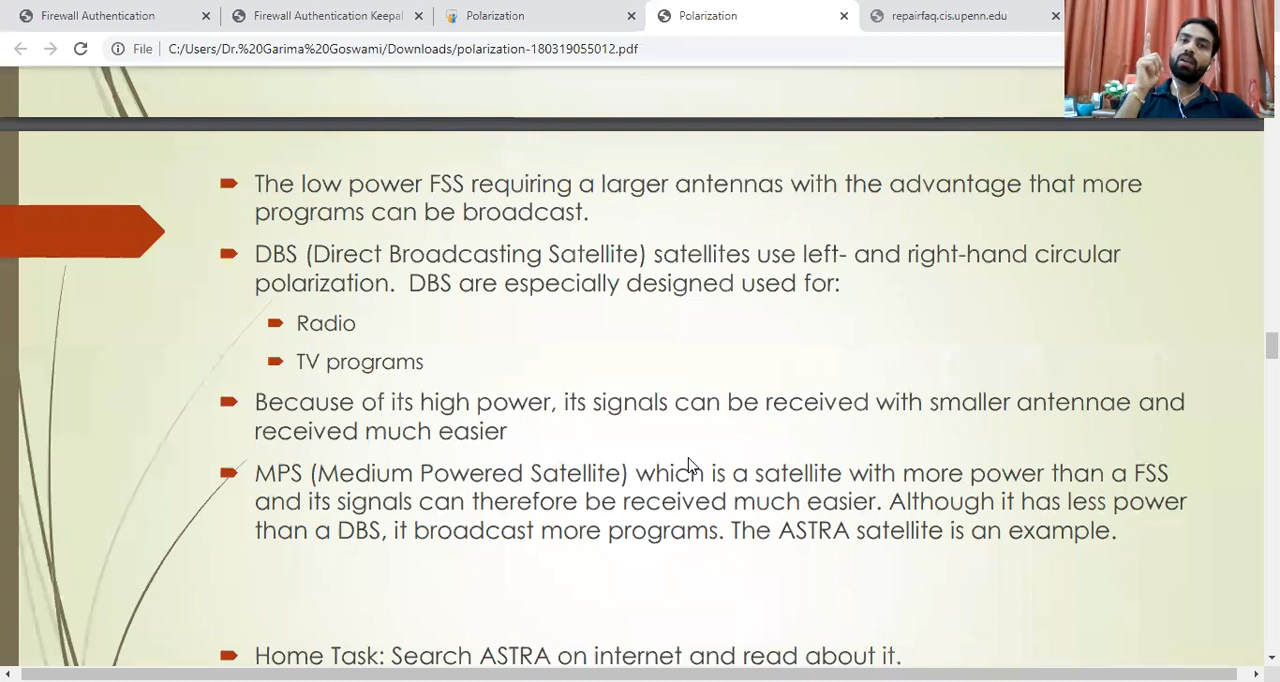 Firewall Authentication
Firewall Authentication Keepal
Polarization
Polarization
repairfaq.cis.upenn.edu
File
C:/Users/Dr.%20Garima%20Goswami/Downloads/polarization-180319055012.pdf
The low power FSS requiring a larger antennas with the advantage that more
programs can be broadcast.
DBS (Direct Broadcasting Satellite) satellites use left- and right-hand circular
polarization. DBS are especially designed used for:
Radio
TV programs
Because of its high power, its signals can be received with smaller antennae and
received much easier
MPS (Medium Powered Satellite) which is a satellite with more power than a FSS
and its signals can therefore be received much easier. Although it has less power
than a DBS, it broadcast more programs. The ASTRA satellite is an example.
Home Task: Search ASTRA on internet and read about it.